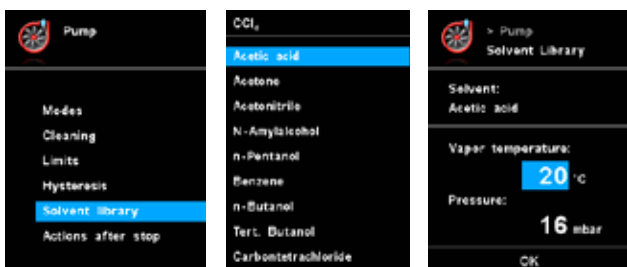 Pump
Modes
Cleaning
Limits
Hysteresis
Solvent library
Actions after stop
CCl₄
Acetic acid
Acetone
Acetonitrile
N-Amylalcohol
n-Pentanol
Benzene
n-Butanol
Tert. Butanol
Carbontetrachloride
> Pump
Solvent Library
Solvent:
Acetic acid
Vapor temperature:
20 °C
Pressure:
16 mbar
OK